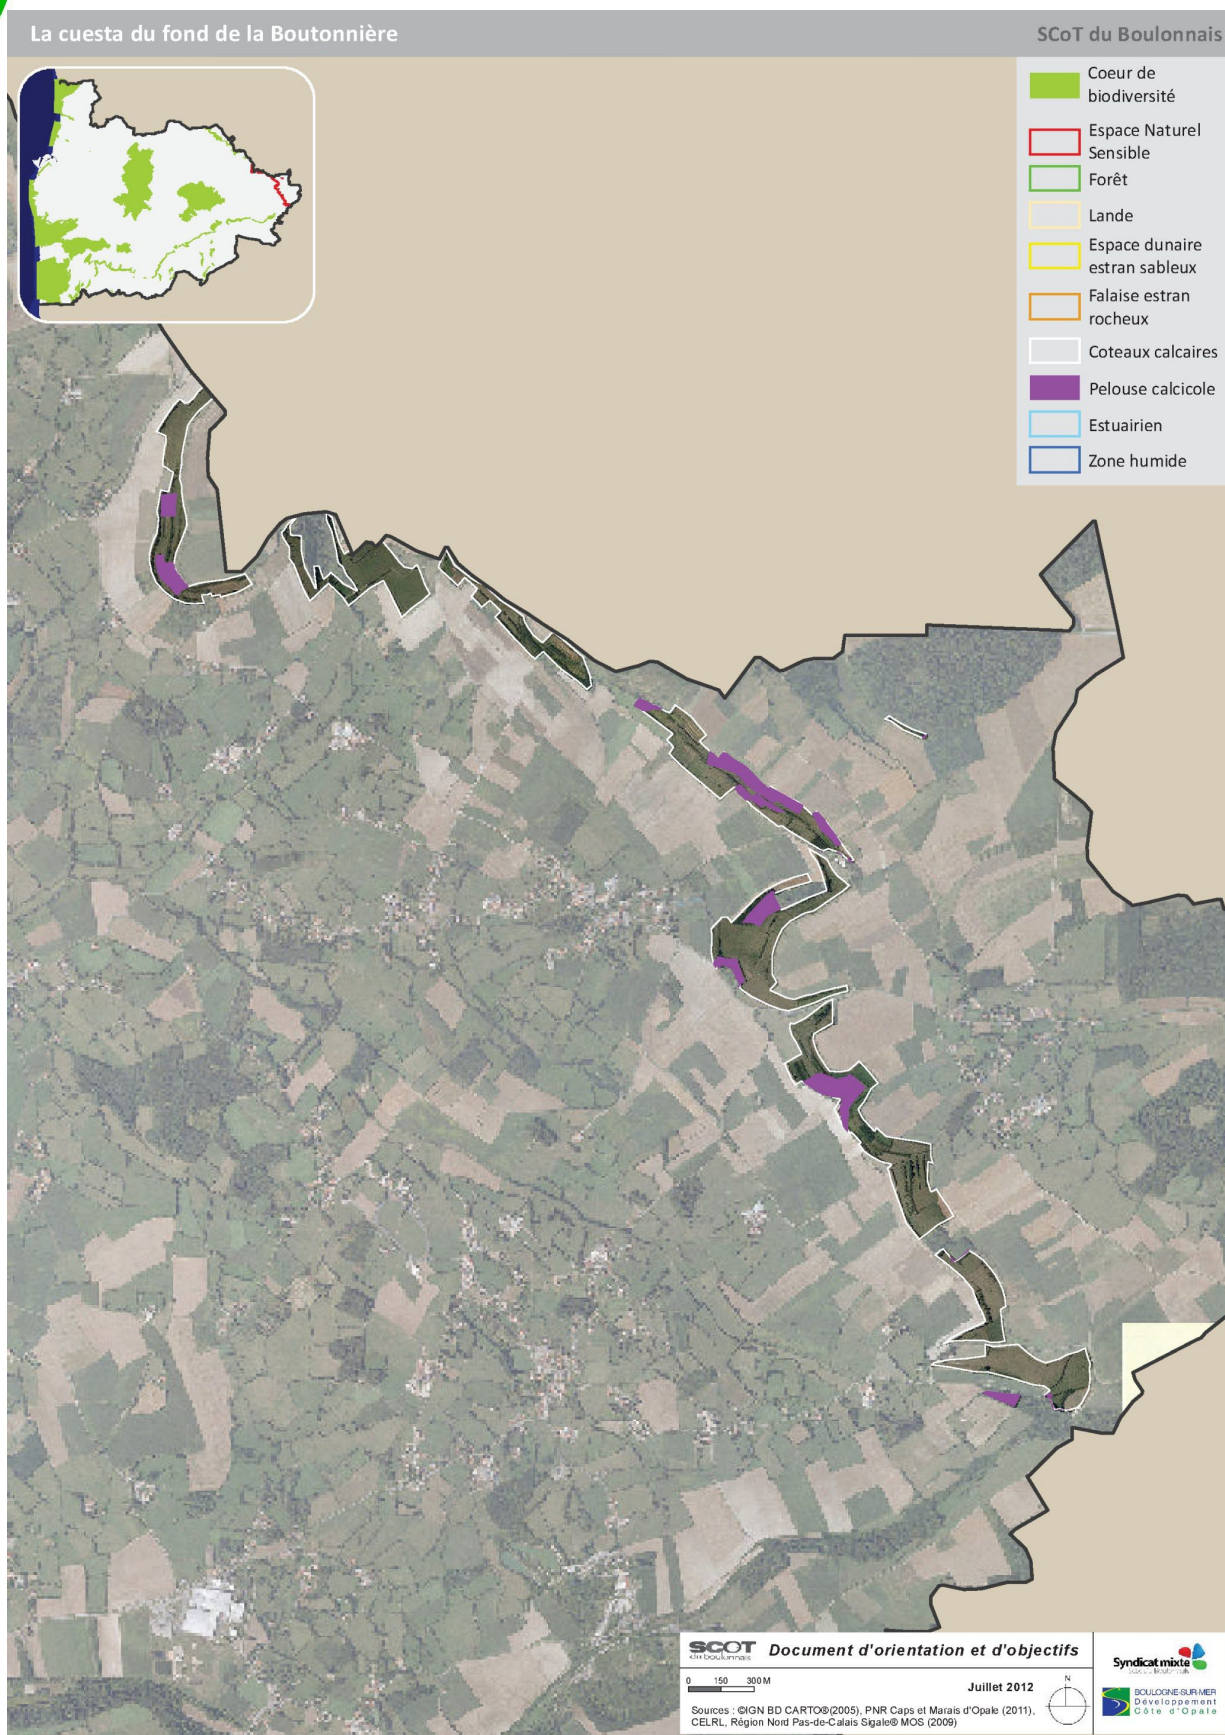 La cuesta du fond de la Boutonnière
SCoT du Boulonnais
Coeur de
biodiversité
Espace Naturel
Sensible
Forêt
Lande
Espace dunaire
estran sableux
Falaise estran
rocheux
Coteaux calcaires
Pelouse calcicole
Estuairien
Zone humide
SCOT
du boulonnais
Document d'orientation et d'objectifs
0 150 300 M
Juillet 2012
N
Sources : ©IGN BD CARTO®(2005), PNR Caps et Marais d'Opale (2011),
CELRL, Région Nord Pas-de-Calais Sigale® MOS (2009)
Syndicat mixte
BOULOGNE-SUR-MER
Développement
Côte d'Opale